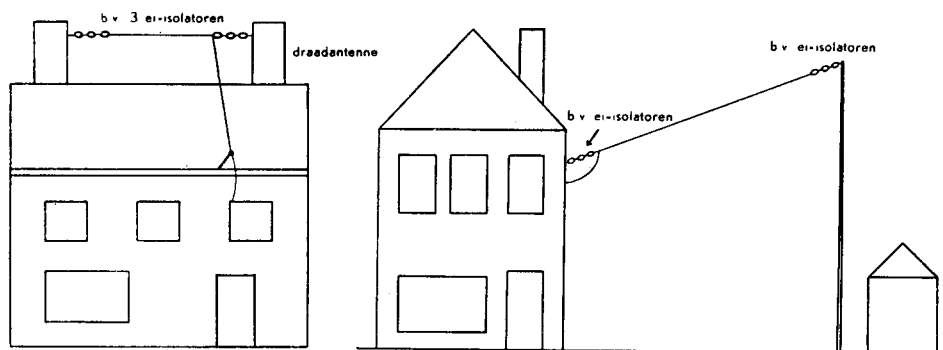 b v 3 ei-isolatoren
draadantenne
b v ei-isolatoren
b v ei-isolatoren